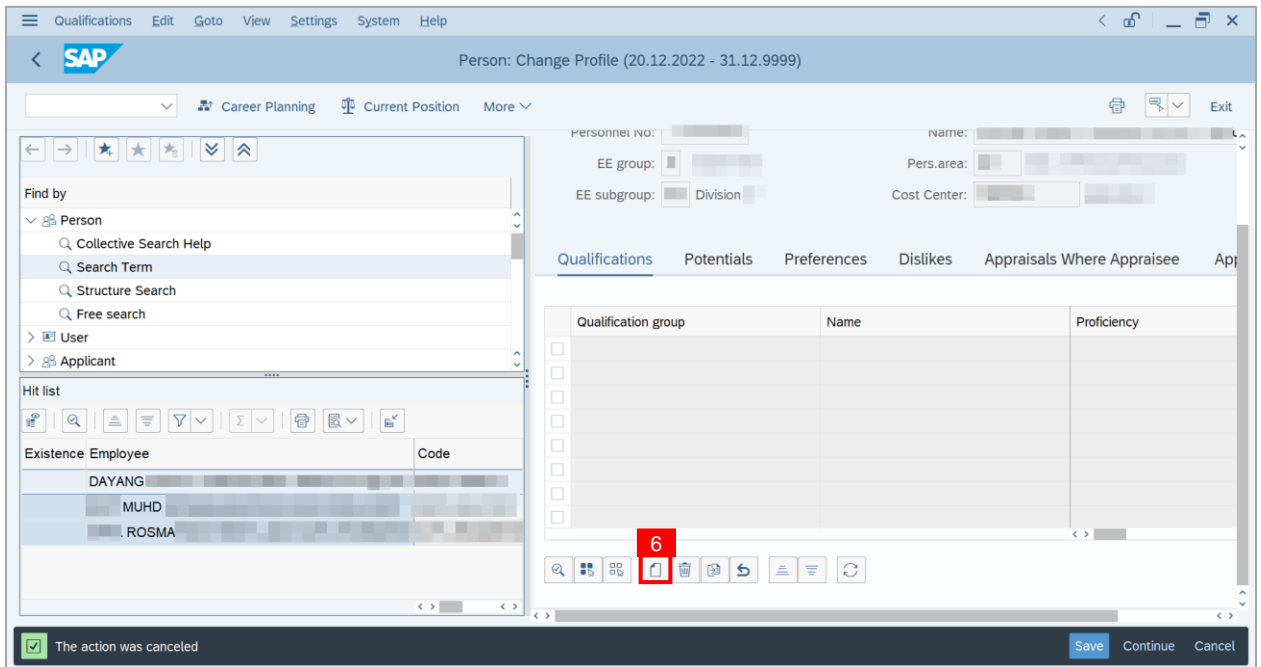 Qualifications Edit Goto View Settings System Help
SAP
Person: Change Profile (20.12.2022 - 31.12.9999)
Career Planning Current Position More Exit
Personnel No: Name:
EE group: Pers.area:
EE subgroup: Division Cost Center:
Find by
Person
Collective Search Help
Search Term
Structure Search
Free search
User
Applicant
Qualifications Potentials Preferences Dislikes Appraisals Where Appraisee App
Qualification group Name Proficiency
Hit list
Existence Employee Code
DAYANG
MUHD
ROSMA
6
The action was canceled
Save Continue Cancel